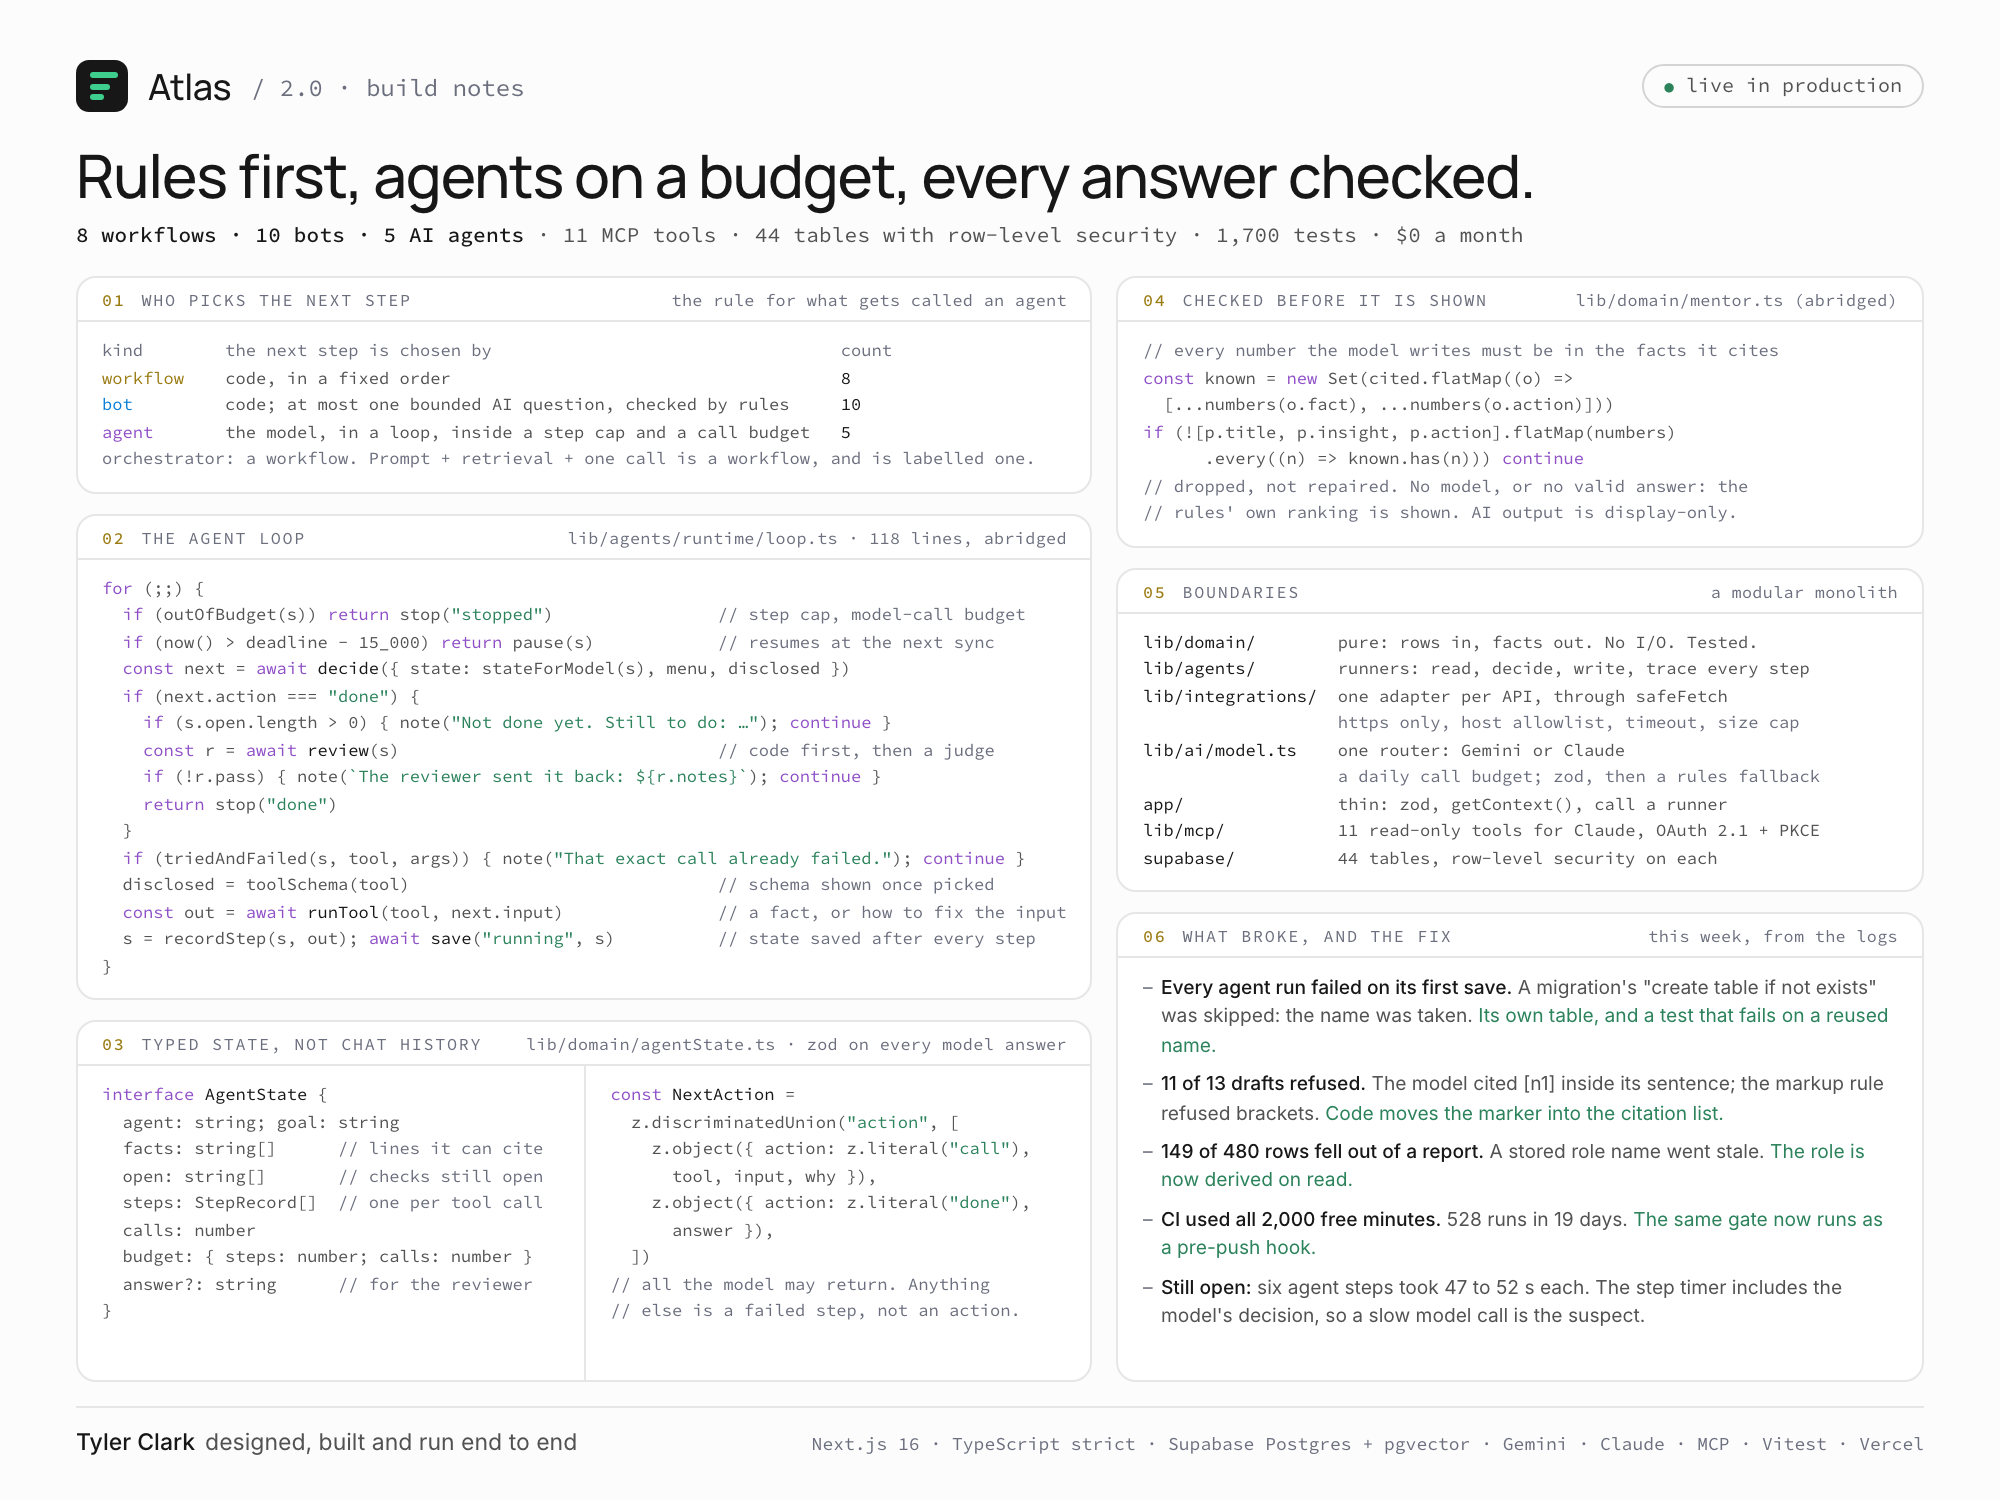 Atlas / 2.0 · build notes
live in production
Rules first, agents on a budget, every answer checked.
8 workflows · 10 bots · 5 AI agents · 11 MCP tools · 44 tables with row-level security · 1,700 tests · $0 a month
01 WHO PICKS THE NEXT STEP the rule for what gets called an agent
kind the next step is chosen by count
workflow code, in a fixed order 8
bot code; at most one bounded AI question, checked by rules 10
agent the model, in a loop, inside a step cap and a call budget 5
orchestrator: a workflow. Prompt + retrieval + one call is a workflow, and is labelled one.
02 THE AGENT LOOP lib/agents/runtime/loop.ts · 118 lines, abridged
for (;;) {
  if (outOfBudget(s)) return stop("stopped") // step cap, model-call budget
  if (now() > deadline - 15_000) return pause(s) // resumes at the next sync
  const next = await decide({ state: stateForModel(s), menu, disclosed })
  if (next.action === "done") {
    if (s.open.length > 0) { note("Not done yet. Still to do: …"); continue }
    const r = await review(s) // code first, then a judge
    if (!r.pass) { note(`The reviewer sent it back: ${r.notes}`); continue }
    return stop("done")
  }
  if (triedAndFailed(s, tool, args)) { note("That exact call already failed."); continue }
  disclosed = toolSchema(tool) // schema shown once picked
  const out = await runTool(tool, next.input) // a fact, or how to fix the input
  s = recordStep(s, out); await save("running", s) // state saved after every step
}
03 TYPED STATE, NOT CHAT HISTORY lib/domain/agentState.ts · zod on every model answer
interface AgentState {
  agent: string; goal: string
  facts: string[] // lines it can cite
  open: string[] // checks still open
  steps: StepRecord[] // one per tool call
  calls: number
  budget: { steps: number; calls: number }
  answer?: string // for the reviewer
}
const NextAction =
  z.discriminatedUnion("action", [
    z.object({ action: z.literal("call"),
      tool, input, why }),
    z.object({ action: z.literal("done"),
      answer }),
  ])
// all the model may return. Anything
// else is a failed step, not an action.
04 CHECKED BEFORE IT IS SHOWN lib/domain/mentor.ts (abridged)
// every number the model writes must be in the facts it cites
const known = new Set(cited.flatMap((o) =>
  [...numbers(o.fact), ...numbers(o.action)]))
if (![p.title, p.insight, p.action].flatMap(numbers)
      .every((n) => known.has(n))) continue
// dropped, not repaired. No model, or no valid answer: the
// rules' own ranking is shown. AI output is display-only.
05 BOUNDARIES a modular monolith
lib/domain/ pure: rows in, facts out. No I/O. Tested.
lib/agents/ runners: read, decide, write, trace every step
lib/integrations/ one adapter per API, through safeFetch
https only, host allowlist, timeout, size cap
lib/ai/model.ts one router: Gemini or Claude
a daily call budget; zod, then a rules fallback
app/ thin: zod, getContext(), call a runner
lib/mcp/ 11 read-only tools for Claude, OAuth 2.1 + PKCE
supabase/ 44 tables, row-level security on each
06 WHAT BROKE, AND THE FIX this week, from the logs
– Every agent run failed on its first save. A migration's "create table if not exists"
was skipped: the name was taken. Its own table, and a test that fails on a reused
name.
– 11 of 13 drafts refused. The model cited [n1] inside its sentence; the markup rule
refused brackets. Code moves the marker into the citation list.
– 149 of 480 rows fell out of a report. A stored role name went stale. The role is
now derived on read.
– CI used all 2,000 free minutes. 528 runs in 19 days. The same gate now runs as
a pre-push hook.
– Still open: six agent steps took 47 to 52 s each. The step timer includes the
model's decision, so a slow model call is the suspect.
Tyler Clark designed, built and run end to end
Next.js 16 · TypeScript strict · Supabase Postgres + pgvector · Gemini · Claude · MCP · Vitest · Vercel